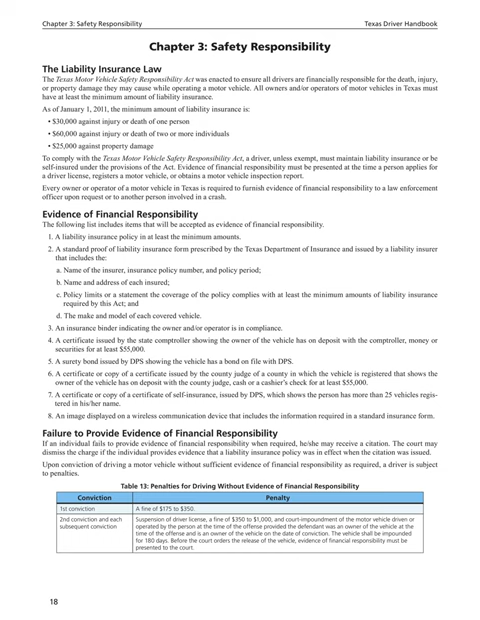 Chapter 3: Safety Responsibility
Texas Driver Handbook
Chapter 3: Safety Responsibility
The Liability Insurance Law
The Texas Motor Vehicle Safety Responsibility Act was enacted to ensure all drivers are financially responsible for the death, injury,
or property damage they may cause while operating a motor vehicle. All owners and/or operators of motor vehicles in Texas must
have at least the minimum amount of liability insurance.
As of January 1, 2011, the minimum amount of liability insurance is:
• $30,000 against injury or death of one person
• $60,000 against injury or death of two or more individuals
• $25,000 against property damage
To comply with the Texas Motor Vehicle Safety Responsibility Act, a driver, unless exempt, must maintain liability insurance or be
self-insured under the provisions of the Act. Evidence of financial responsibility must be presented at the time a person applies for
a driver license, registers a motor vehicle, or obtains a motor vehicle inspection report.
Every owner or operator of a motor vehicle in Texas is required to furnish evidence of financial responsibility to a law enforcement
officer upon request or to another person involved in a crash.
Evidence of Financial Responsibility
The following list includes items that will be accepted as evidence of financial responsibility.
1. A liability insurance policy in at least the minimum amounts.
2. A standard proof of liability insurance form prescribed by the Texas Department of Insurance and issued by a liability insurer
that includes the:
a. Name of the insurer, insurance policy number, and policy period;
b. Name and address of each insured;
c. Policy limits or a statement the coverage of the policy complies with at least the minimum amounts of liability insurance
required by this Act; and
d. The make and model of each covered vehicle.
3. An insurance binder indicating the owner and/or operator is in compliance.
4. A certificate issued by the state comptroller showing the owner of the vehicle has on deposit with the comptroller, money or
securities for at least $55,000.
5. A surety bond issued by DPS showing the vehicle has a bond on file with DPS.
6. A certificate or copy of a certificate issued by the county judge of a county in which the vehicle is registered that shows the
owner of the vehicle has on deposit with the county judge, cash or a cashier's check for at least $55,000.
7. A certificate or copy of a certificate of self-insurance, issued by DPS, which shows the person has more than 25 vehicles regis-
tered in his/her name.
8. An image displayed on a wireless communication device that includes the information required in a standard insurance form.
Failure to Provide Evidence of Financial Responsibility
If an individual fails to provide evidence of financial responsibility when required, he/she may receive a citation. The court may
dismiss the charge if the individual provides evidence that a liability insurance policy was in effect when the citation was issued.
Upon conviction of driving a motor vehicle without sufficient evidence of financial responsibility as required, a driver is subject
to penalties.
Table 13: Penalties for Driving Without Evidence of Financial Responsibility
Conviction
Penalty
1st conviction
A fine of $175 to $350.
2nd conviction and each
subsequent conviction
Suspension of driver license, a fine of $350 to $1,000, and court-impoundment of the motor vehicle driven or
operated by the person at the time of the offense provided the defendant was an owner of the vehicle at the
time of the offense and is an owner of the vehicle on the date of conviction. The vehicle shall be impounded
for 180 days. Before the court orders the release of the vehicle, evidence of financial responsibility must be
presented to the court.
18